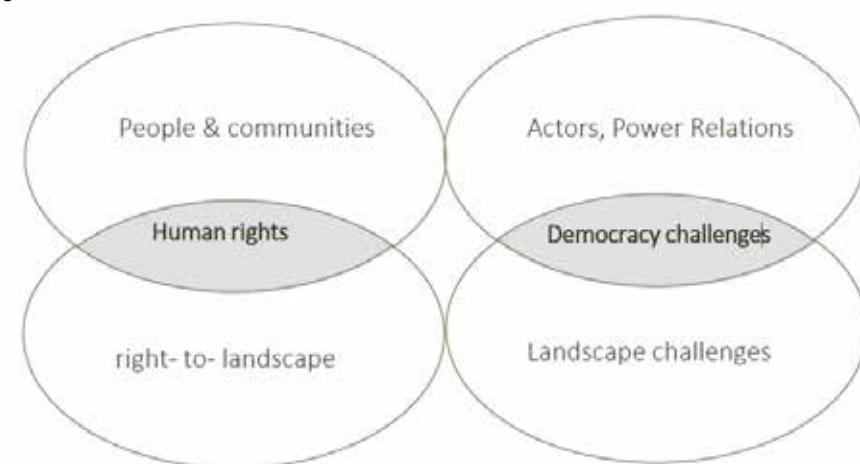 People & communities
Actors, Power Relations
Human rights
Democracy challenges
right- to- landscape
Landscape challenges